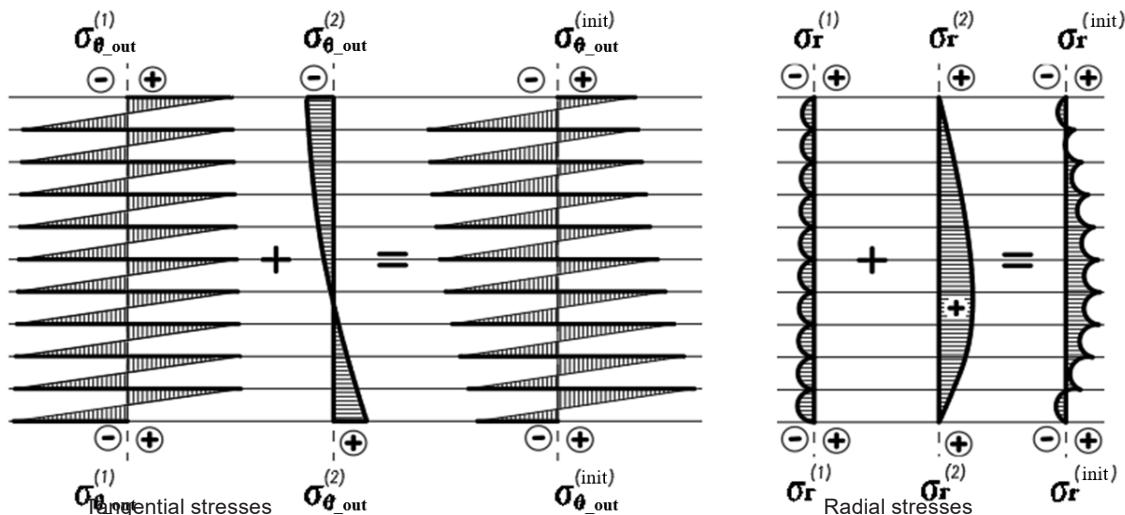 σθ_out(1) σθ_out(2) σθ_out(init) σr(1) σr(2) σr(init)
- + - - + - + + - +
+ = + =
+
- + + - + - + + - +
σθ_out(1) σθ_out(2) σθ_out(init) σr(1) σr(2) σr(init)
Tangential stresses Radial stresses